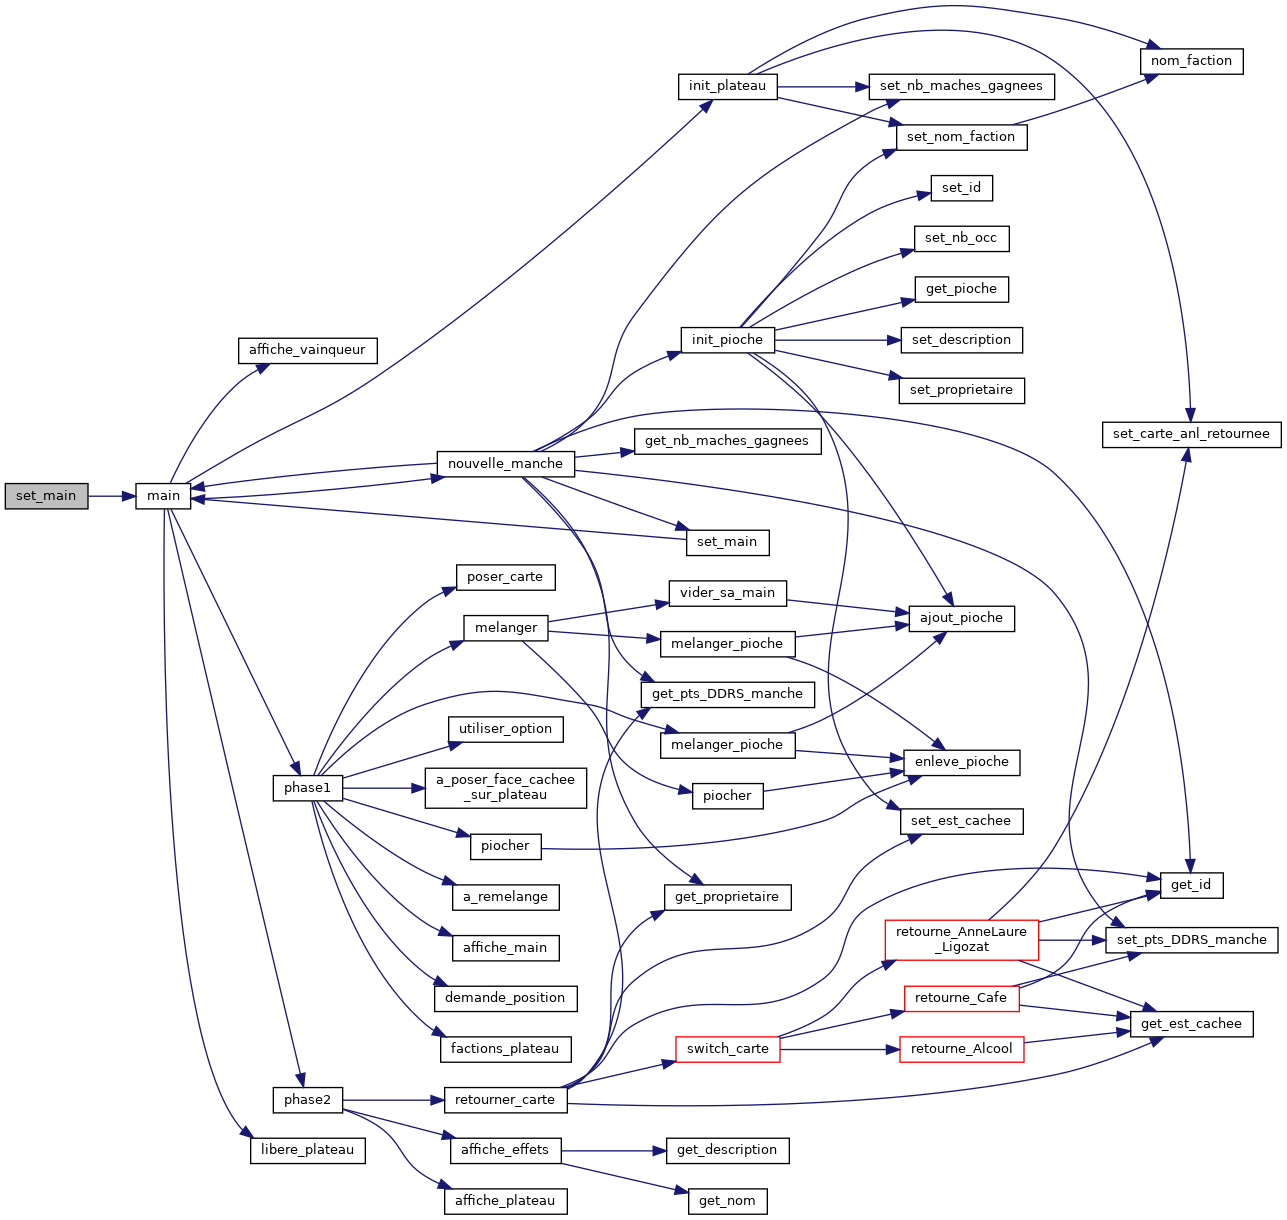 nom_faction
init_plateau
set_nb_maches_gagnees
set_nom_faction
set_id
set_nb_occ
get_pioche
init_pioche
set_description
affiche_vainqueur
set_proprietaire
set_carte_anl_retournee
get_nb_maches_gagnees
nouvelle_manche
set_main
main
set_main
poser_carte
vider_sa_main
ajout_pioche
melanger
melanger_pioche
get_pts_DDRS_manche
utiliser_option
melanger_pioche
enleve_pioche
phase1
a_poser_face_cachee
_sur_plateau
piocher
set_est_cachee
piocher
get_id
a_remelange
get_proprietaire
retourne_AnneLaure
_Ligozat
set_pts_DDRS_manche
affiche_main
demande_position
retourne_Cafe
get_est_cachee
factions_plateau
switch_carte
retourne_Alcool
phase2
retourner_carte
libere_plateau
affiche_effets
get_description
affiche_plateau
get_nom